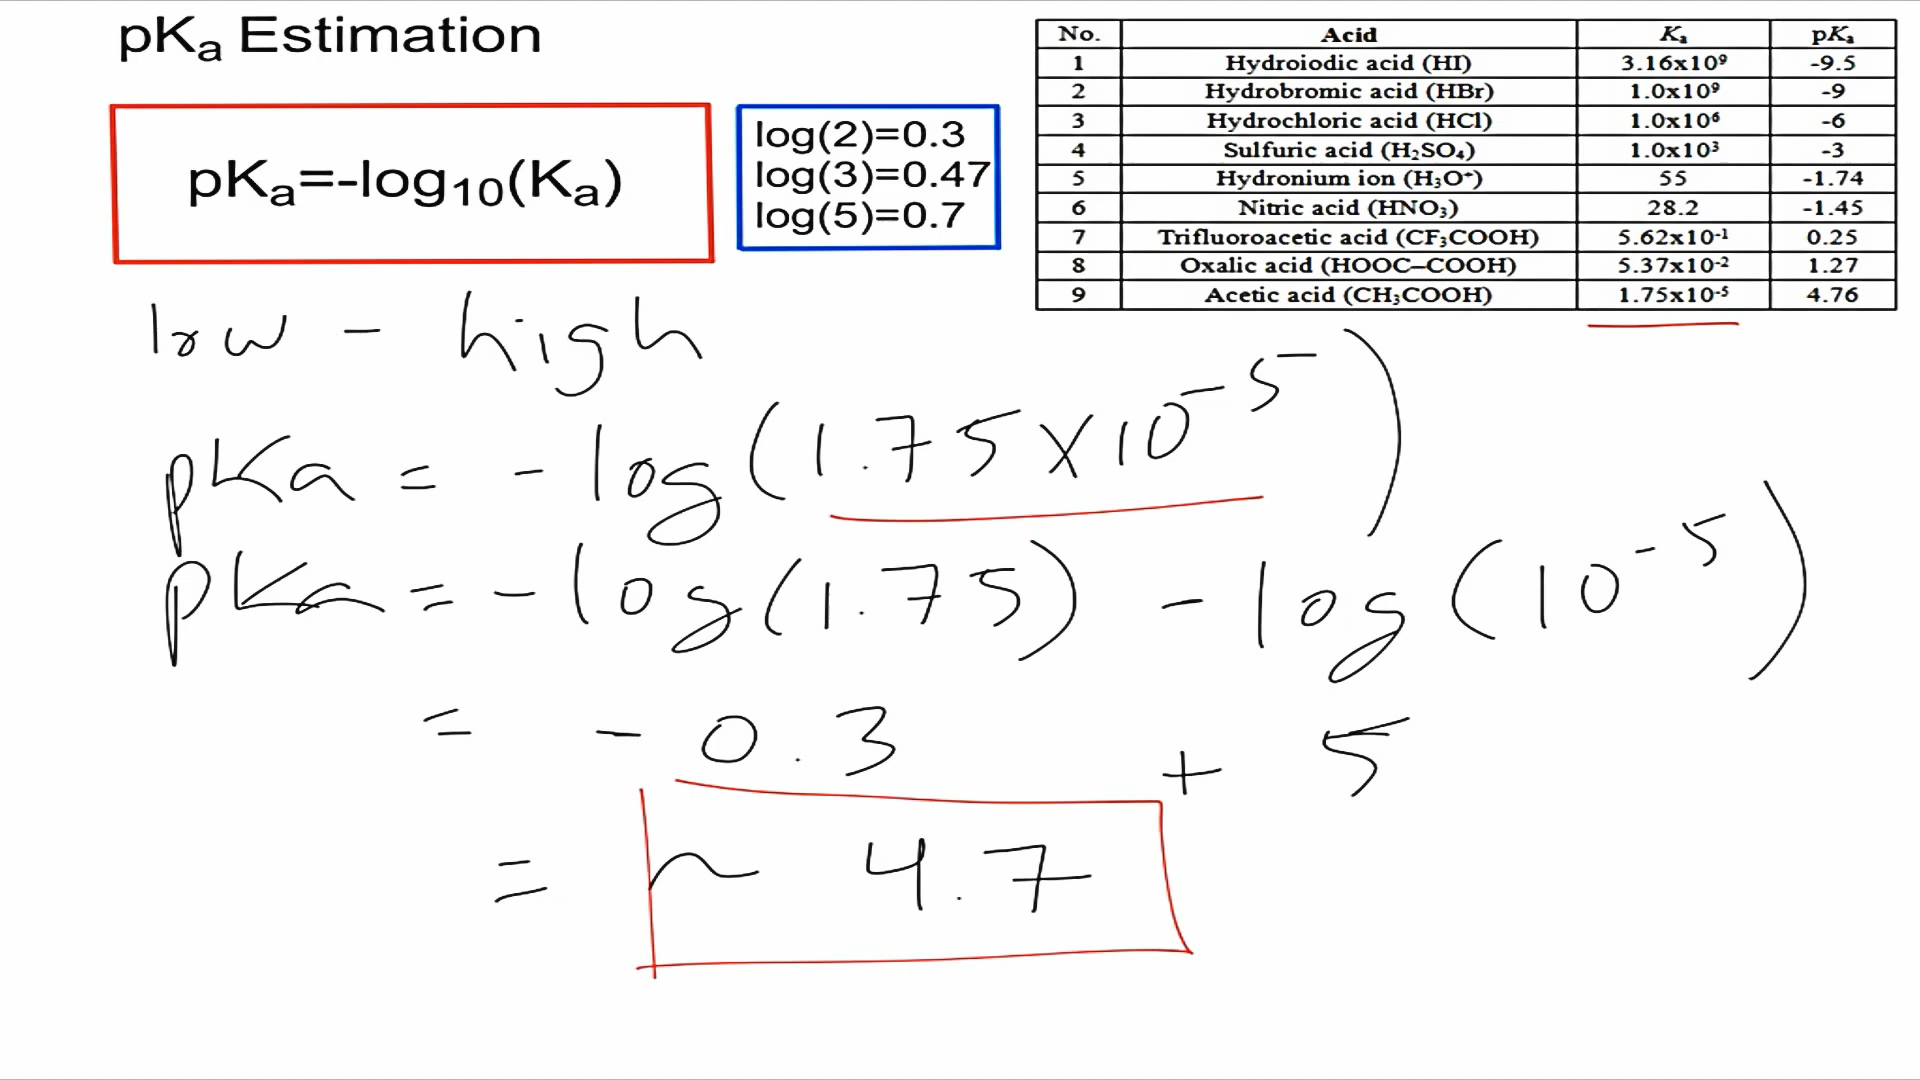 pKₐ Estimation
pKₐ=-log₁₀(Kₐ)
log(2)=0.3
log(3)=0.47
log(5)=0.7
No. Acid Kₐ pKₐ
1 Hydroiodic acid (HI) 3.16x10⁹ -9.5
2 Hydrobromic acid (HBr) 1.0x10⁹ -9
3 Hydrochloric acid (HCl) 1.0x10⁶ -6
4 Sulfuric acid (H₂SO₄) 1.0x10³ -3
5 Hydronium ion (H₃O⁺) 55 -1.74
6 Nitric acid (HNO₃) 28.2 -1.45
7 Trifluoroacetic acid (CF₃COOH) 5.62x10⁻¹ 0.25
8 Oxalic acid (HOOC–COOH) 5.37x10⁻² 1.27
9 Acetic acid (CH₃COOH) 1.75x10⁻⁵ 4.76
low - high
pKa = - log(1.75×10⁻⁵)
pKa = - log(1.75) - log(10⁻⁵)
= - 0.3 + 5
= ~ 4.7